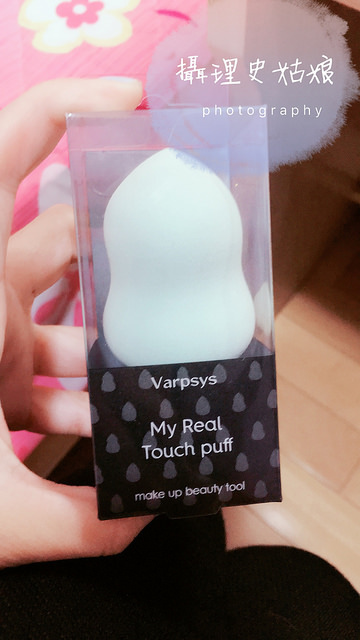 攝理史姑娘
photography
Varpsys
My Real
Touch puff
make up beauty tool